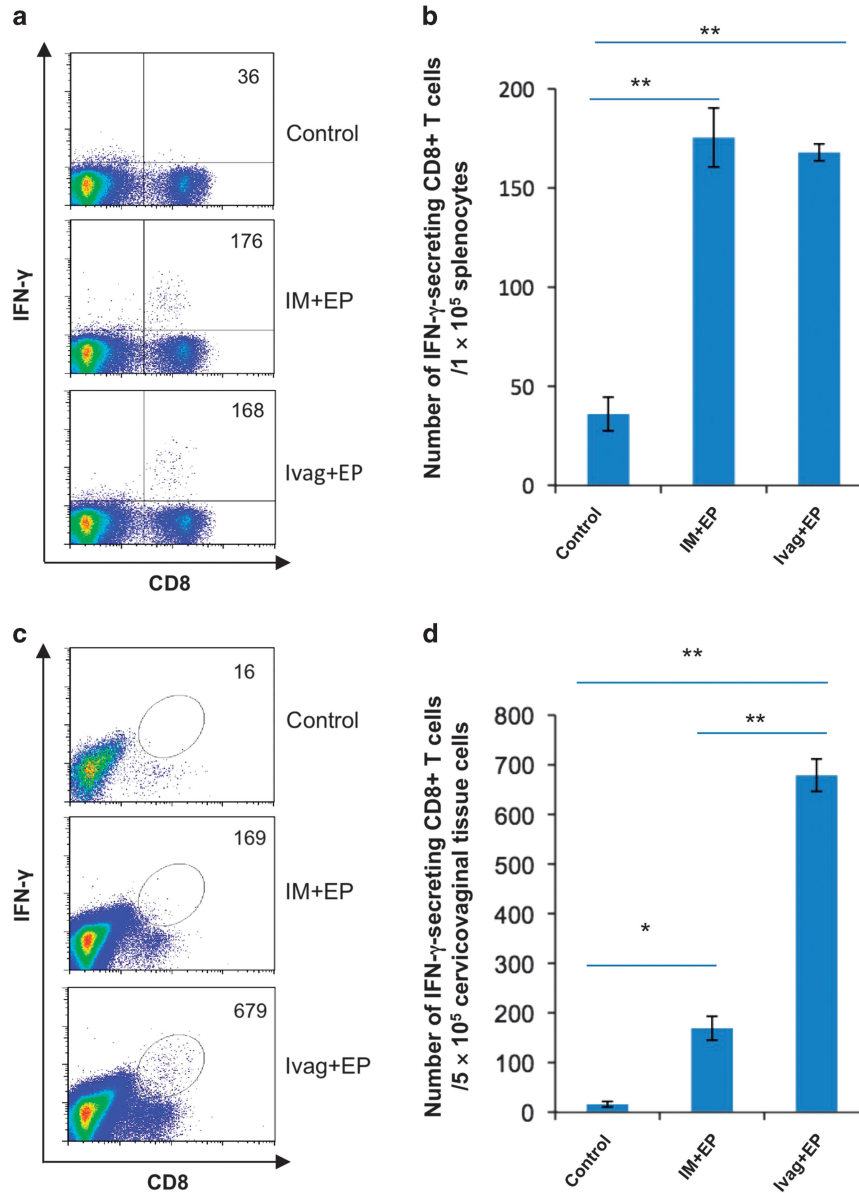 a
36
Control
176
IM+EP
168
Ivag+EP
IFN-γ
CD8
b
**
**
Number of IFN-γ-secreting CD8+ T cells
/1 × 10⁵ splenocytes
200
150
100
50
0
Control
IM+EP
Ivag+EP
c
16
Control
169
IM+EP
679
Ivag+EP
IFN-γ
CD8
d
**
**
*
Number of IFN-γ-secreting CD8+ T cells
/5 × 10⁵ cervicovaginal tissue cells
800
700
600
500
400
300
200
100
0
Control
IM+EP
Ivag+EP